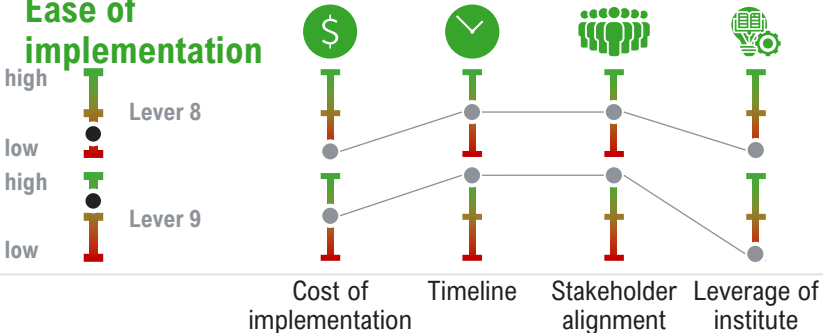 Ease of
implementation
$
high
Lever 8
low
high
Lever 9
low
Cost of
implementation
Timeline
Stakeholder
alignment
Leverage of
institute